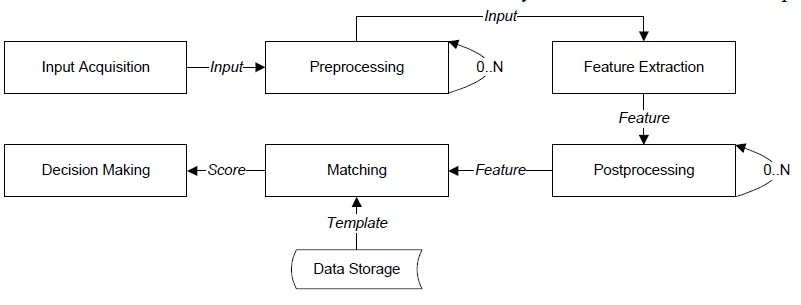 Input
Input Acquisition
Input
Preprocessing
0..N
Feature Extraction
Feature
Decision Making
Score
Matching
Feature
Postprocessing
0..N
Template
Data Storage